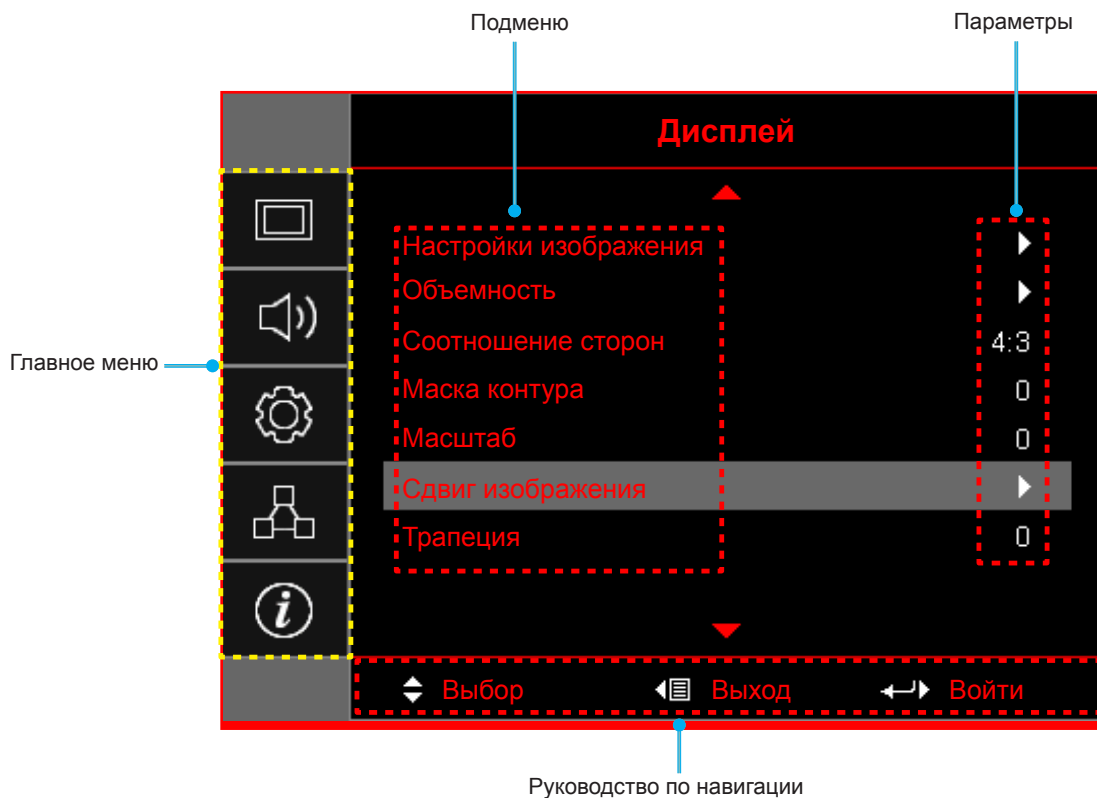 Подменю
Параметры
Дисплей
Настройки изображения
Объемность
Соотношение сторон 4:3
Маска контура 0
Масштаб 0
Сдвиг изображения
Трапеция 0
Главное меню
i
Выбор Выход Войти
Руководство по навигации